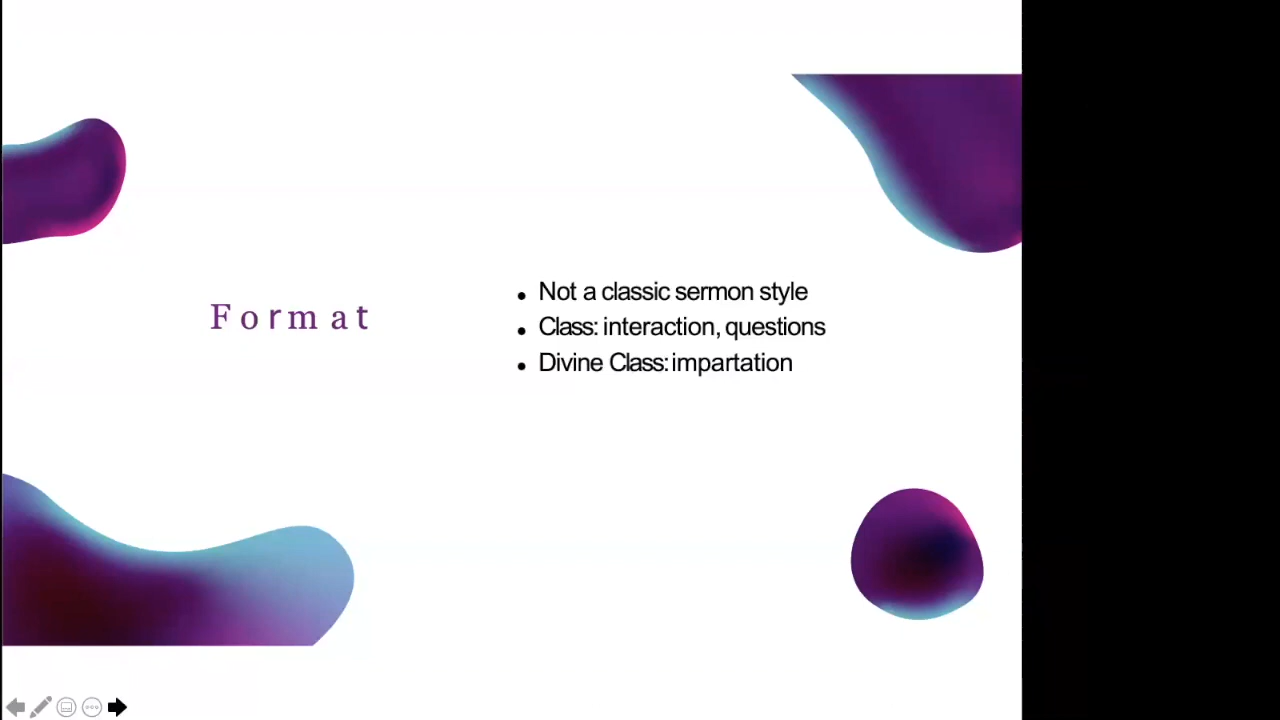 Format
• Not a classic sermon style
• Class: interaction, questions
• Divine Class: impartation